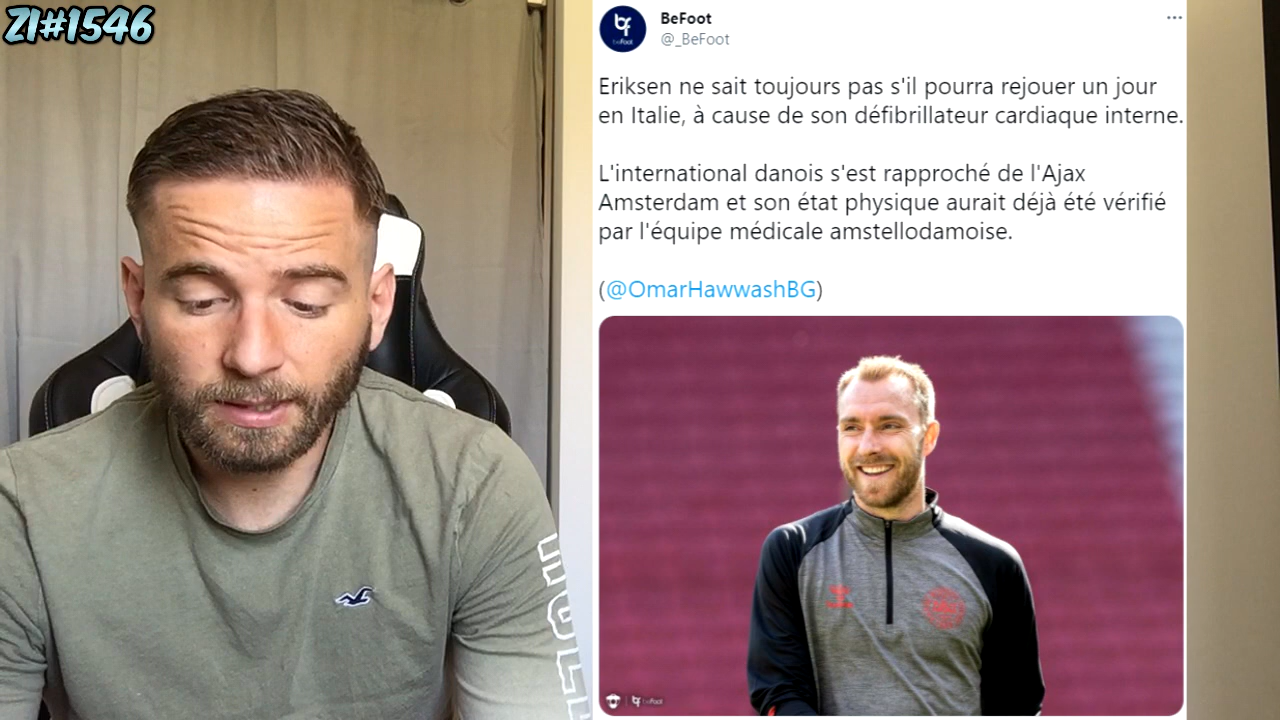 ZI#1546
BeFoot
@_BeFoot
Eriksen ne sait toujours pas s'il pourra rejouer un jour
en Italie, à cause de son défibrillateur cardiaque interne.
L'international danois s'est rapproché de l'Ajax
Amsterdam et son état physique aurait déjà été vérifié
par l'équipe médicale amstellodamoise.
(@OmarHawwashBG)